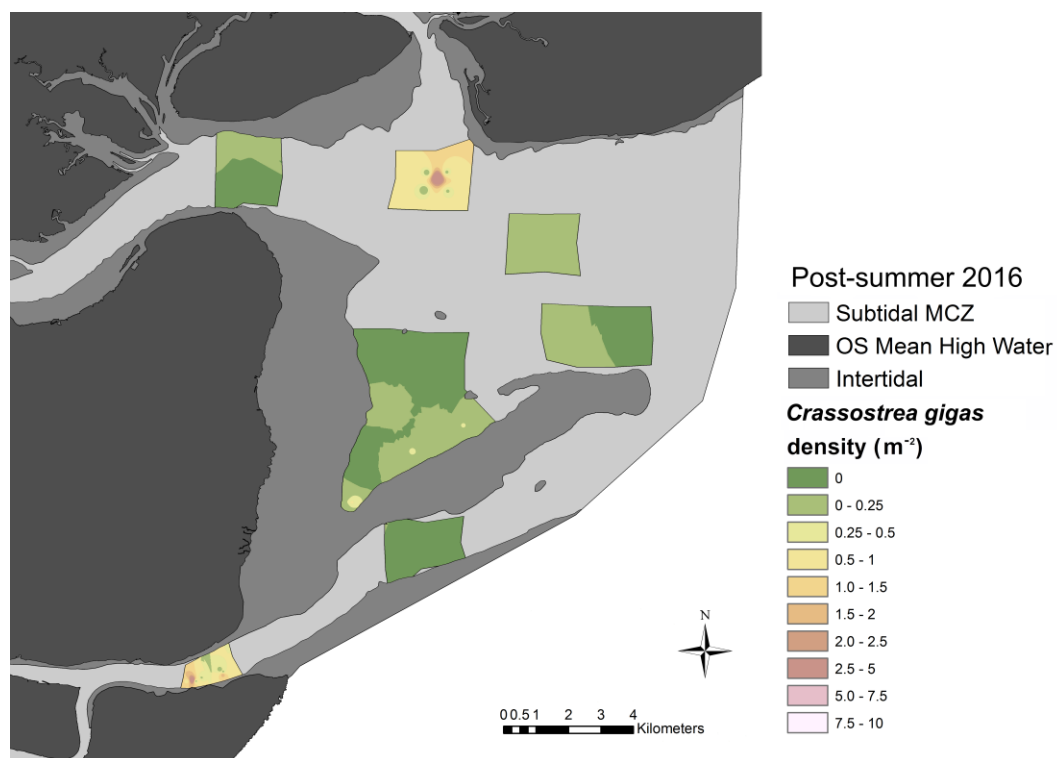 Post-summer 2016
Subtidal MCZ
OS Mean High Water
Intertidal
Crassostrea gigas
density (m⁻²)
0
0 - 0.25
0.25 - 0.5
0.5 - 1
1.0 - 1.5
1.5 - 2
2.0 - 2.5
2.5 - 5
5.0 - 7.5
7.5 - 10
N
0 0.5 1 2 3 4
Kilometers